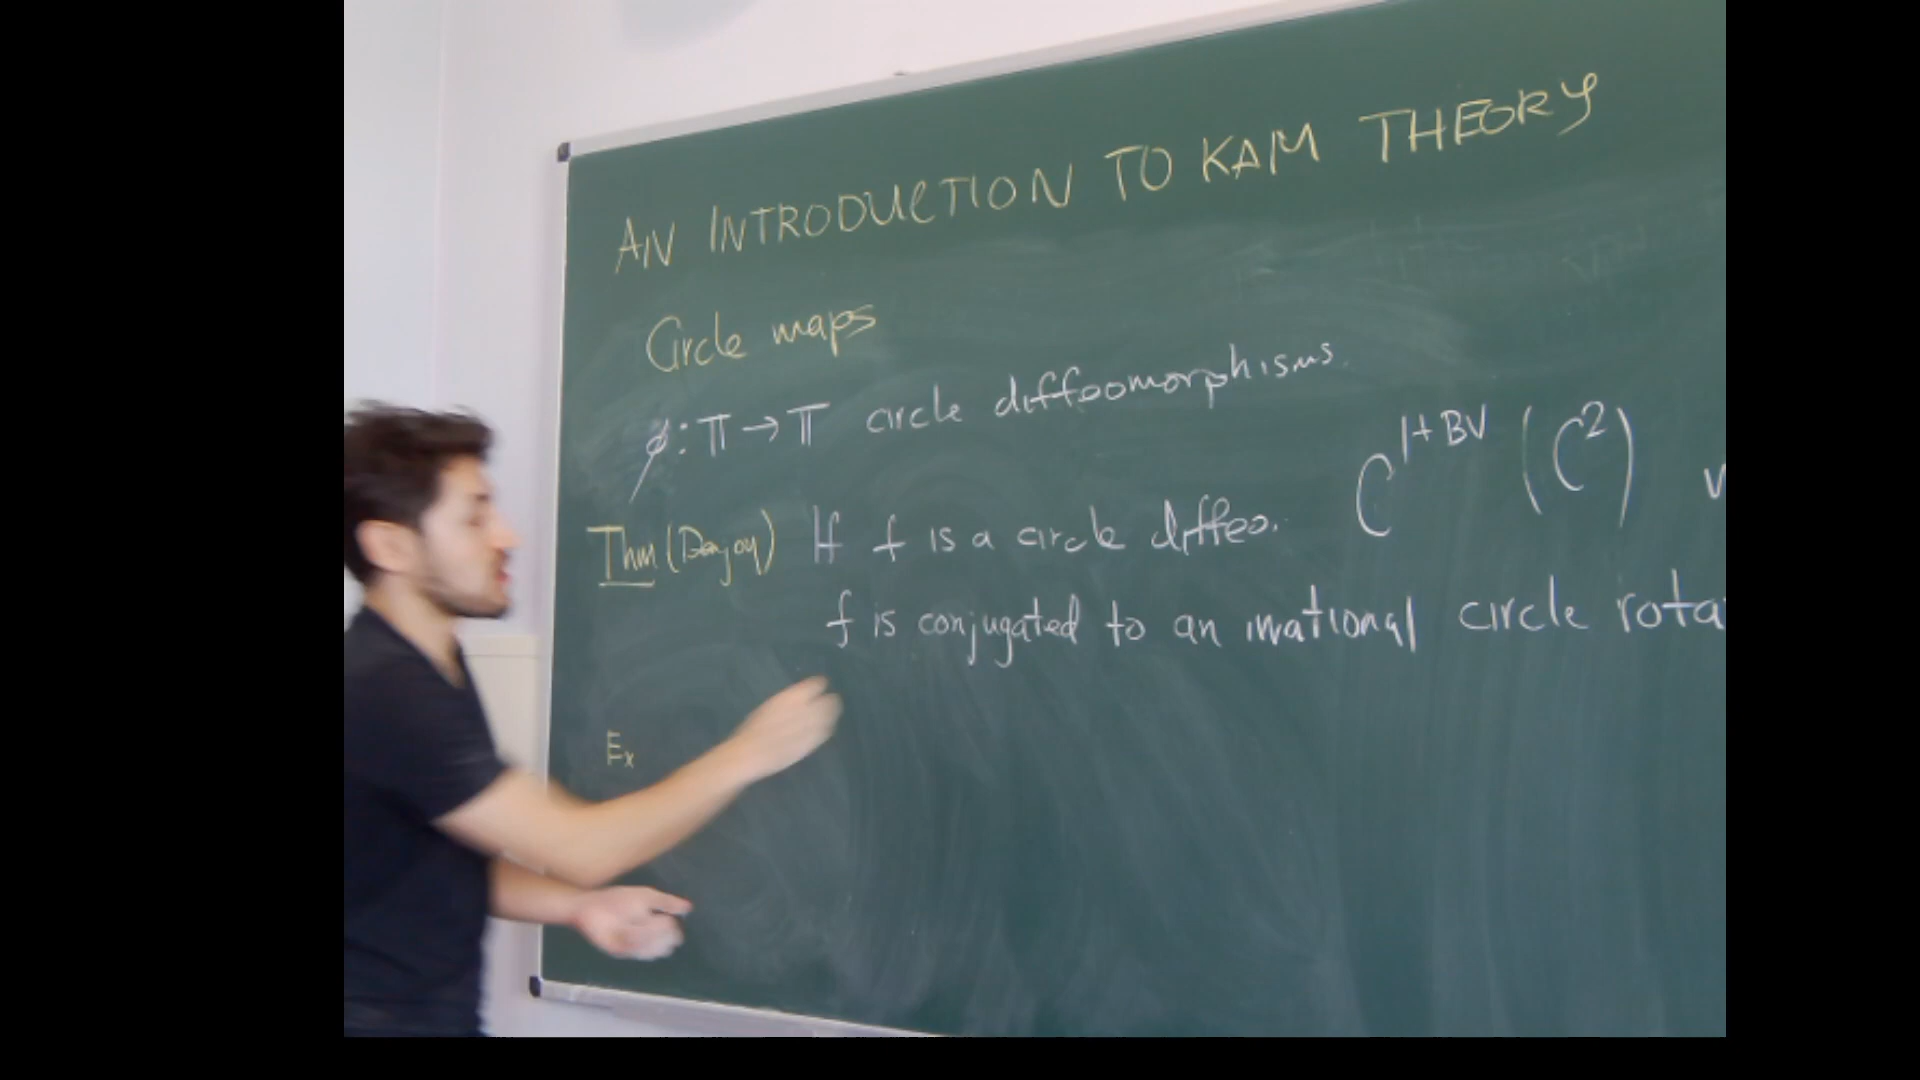 AN INTRODUCTION TO KAM THEORY
Circle maps
ϕ: 𝕋 → 𝕋 circle diffeomorphisms.
Thm (Denjoy) If f is a circle diffeo. C^{1+BV} (C^2)
f is conjugated to an irrational circle rota
Ex